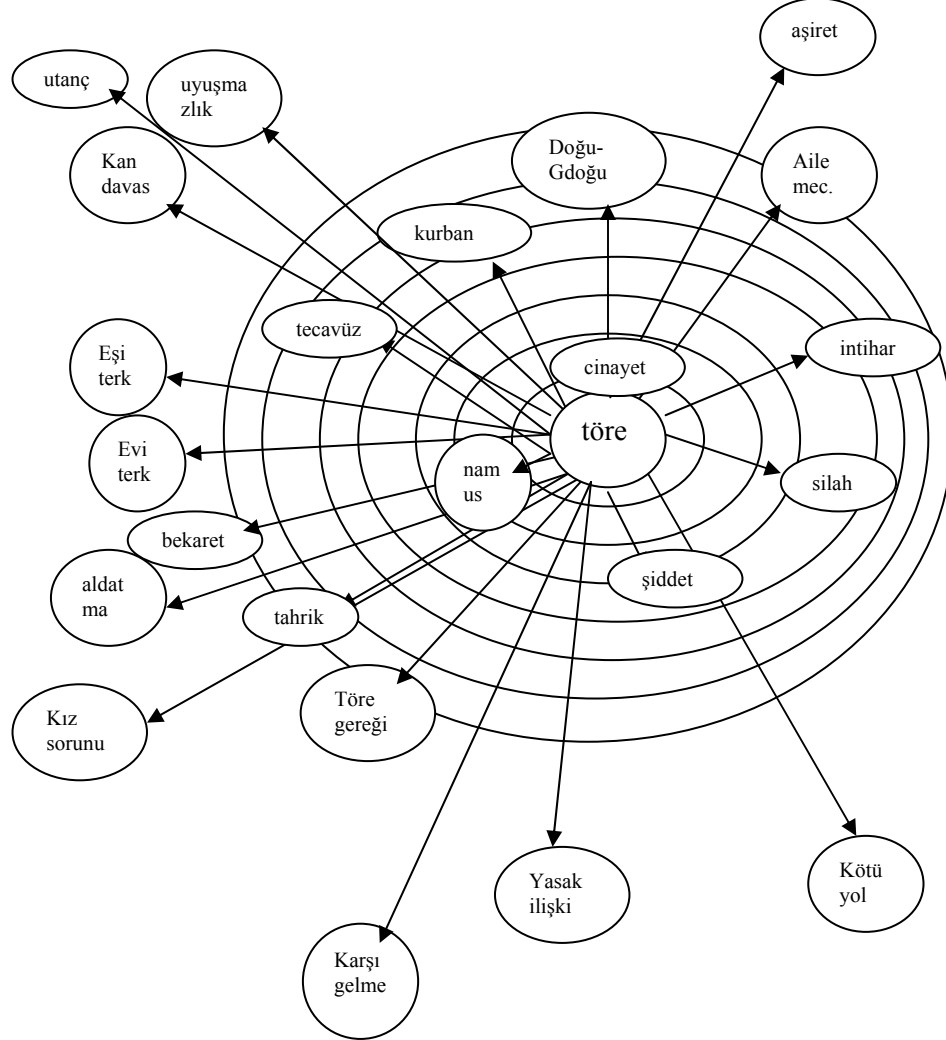 aşiret
utanç
uyuşma
zlık
Kan
davas
Doğu-
Gdoğu
Aile
mec.
kurban
tecavüz
Eşi
terk
cinayet
intihar
töre
Evi
terk
nam
us
silah
bekaret
aldat
ma
şiddet
tahrik
Kız
sorunu
Töre
gereği
Yasak
ilişki
Kötü
yol
Karşı
gelme